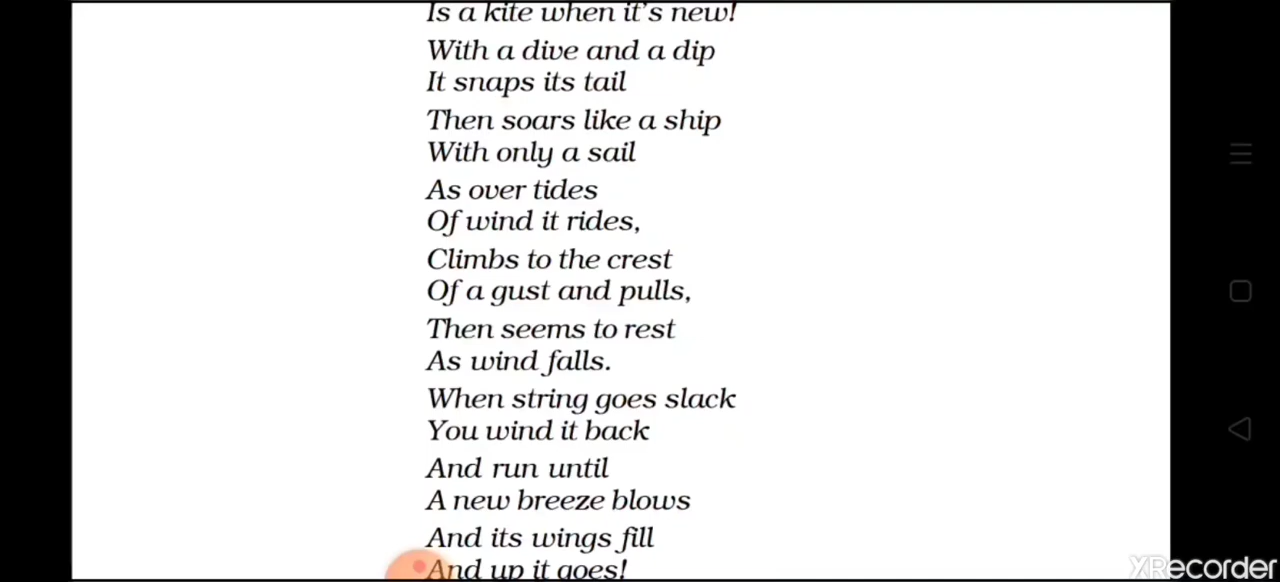 Is a kite when it's new!
With a dive and a dip
It snaps its tail
Then soars like a ship
With only a sail
As over tides
Of wind it rides,
Climbs to the crest
Of a gust and pulls,
Then seems to rest
As wind falls.
When string goes slack
You wind it back
And run until
A new breeze blows
And its wings fill
And up it goes!
XRecorder